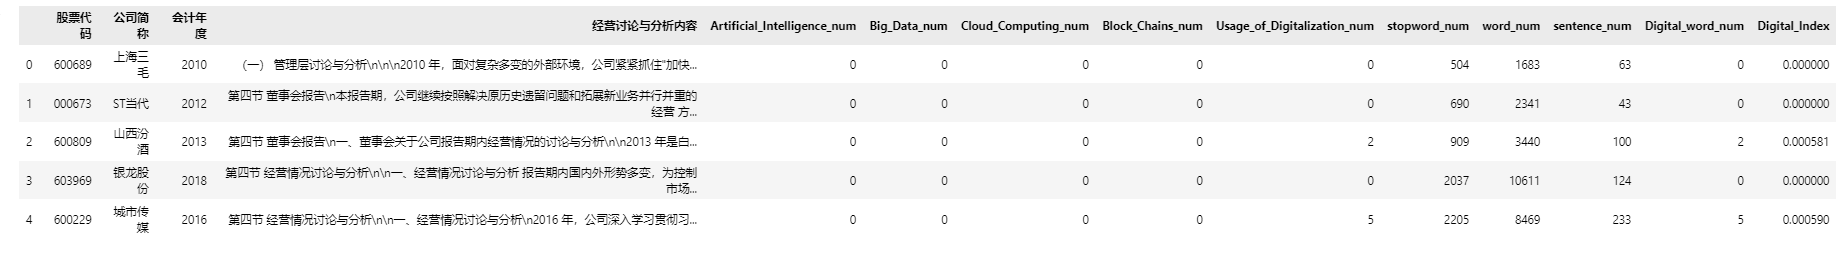 股票代码 公司简称 会计年度 经营讨论与分析内容 Artificial_Intelligence_num Big_Data_num Cloud_Computing_num Block_Chains_num Usage_of_Digitalization_num stopword_num word_num sentence_num Digital_word_num Digital_Index
0 600689 上海三毛 2010 （一） 管理层讨论与分析\n\n\n2010 年，面对复杂多变的外部环境，公司紧紧抓住“加快... 0 0 0 0 0 504 1683 63 0 0.000000
1 000673 ST当代 2012 第四节 董事会报告\n本报告期，公司继续按照解决原历史遗留问题和拓展新业务并行并重的经营 方... 0 0 0 0 0 690 2341 43 0 0.000000
2 600809 山西汾酒 2013 第四节 董事会报告\n一、董事会关于公司报告期内经营情况的讨论与分析\n\n2013 年是白... 0 0 0 0 2 909 3440 100 2 0.000581
3 603969 银龙股份 2018 第四节 经营情况讨论与分析\n\n一、经营情况讨论与分析 报告期内国内外形势多变，为控制市场... 0 0 0 0 0 2037 10611 124 0 0.000000
4 600229 城市传媒 2016 第四节 经营情况讨论与分析\n\n一、经营情况讨论与分析\n2016 年，公司深入学习贯彻习... 0 0 0 0 5 2205 8469 233 5 0.000590